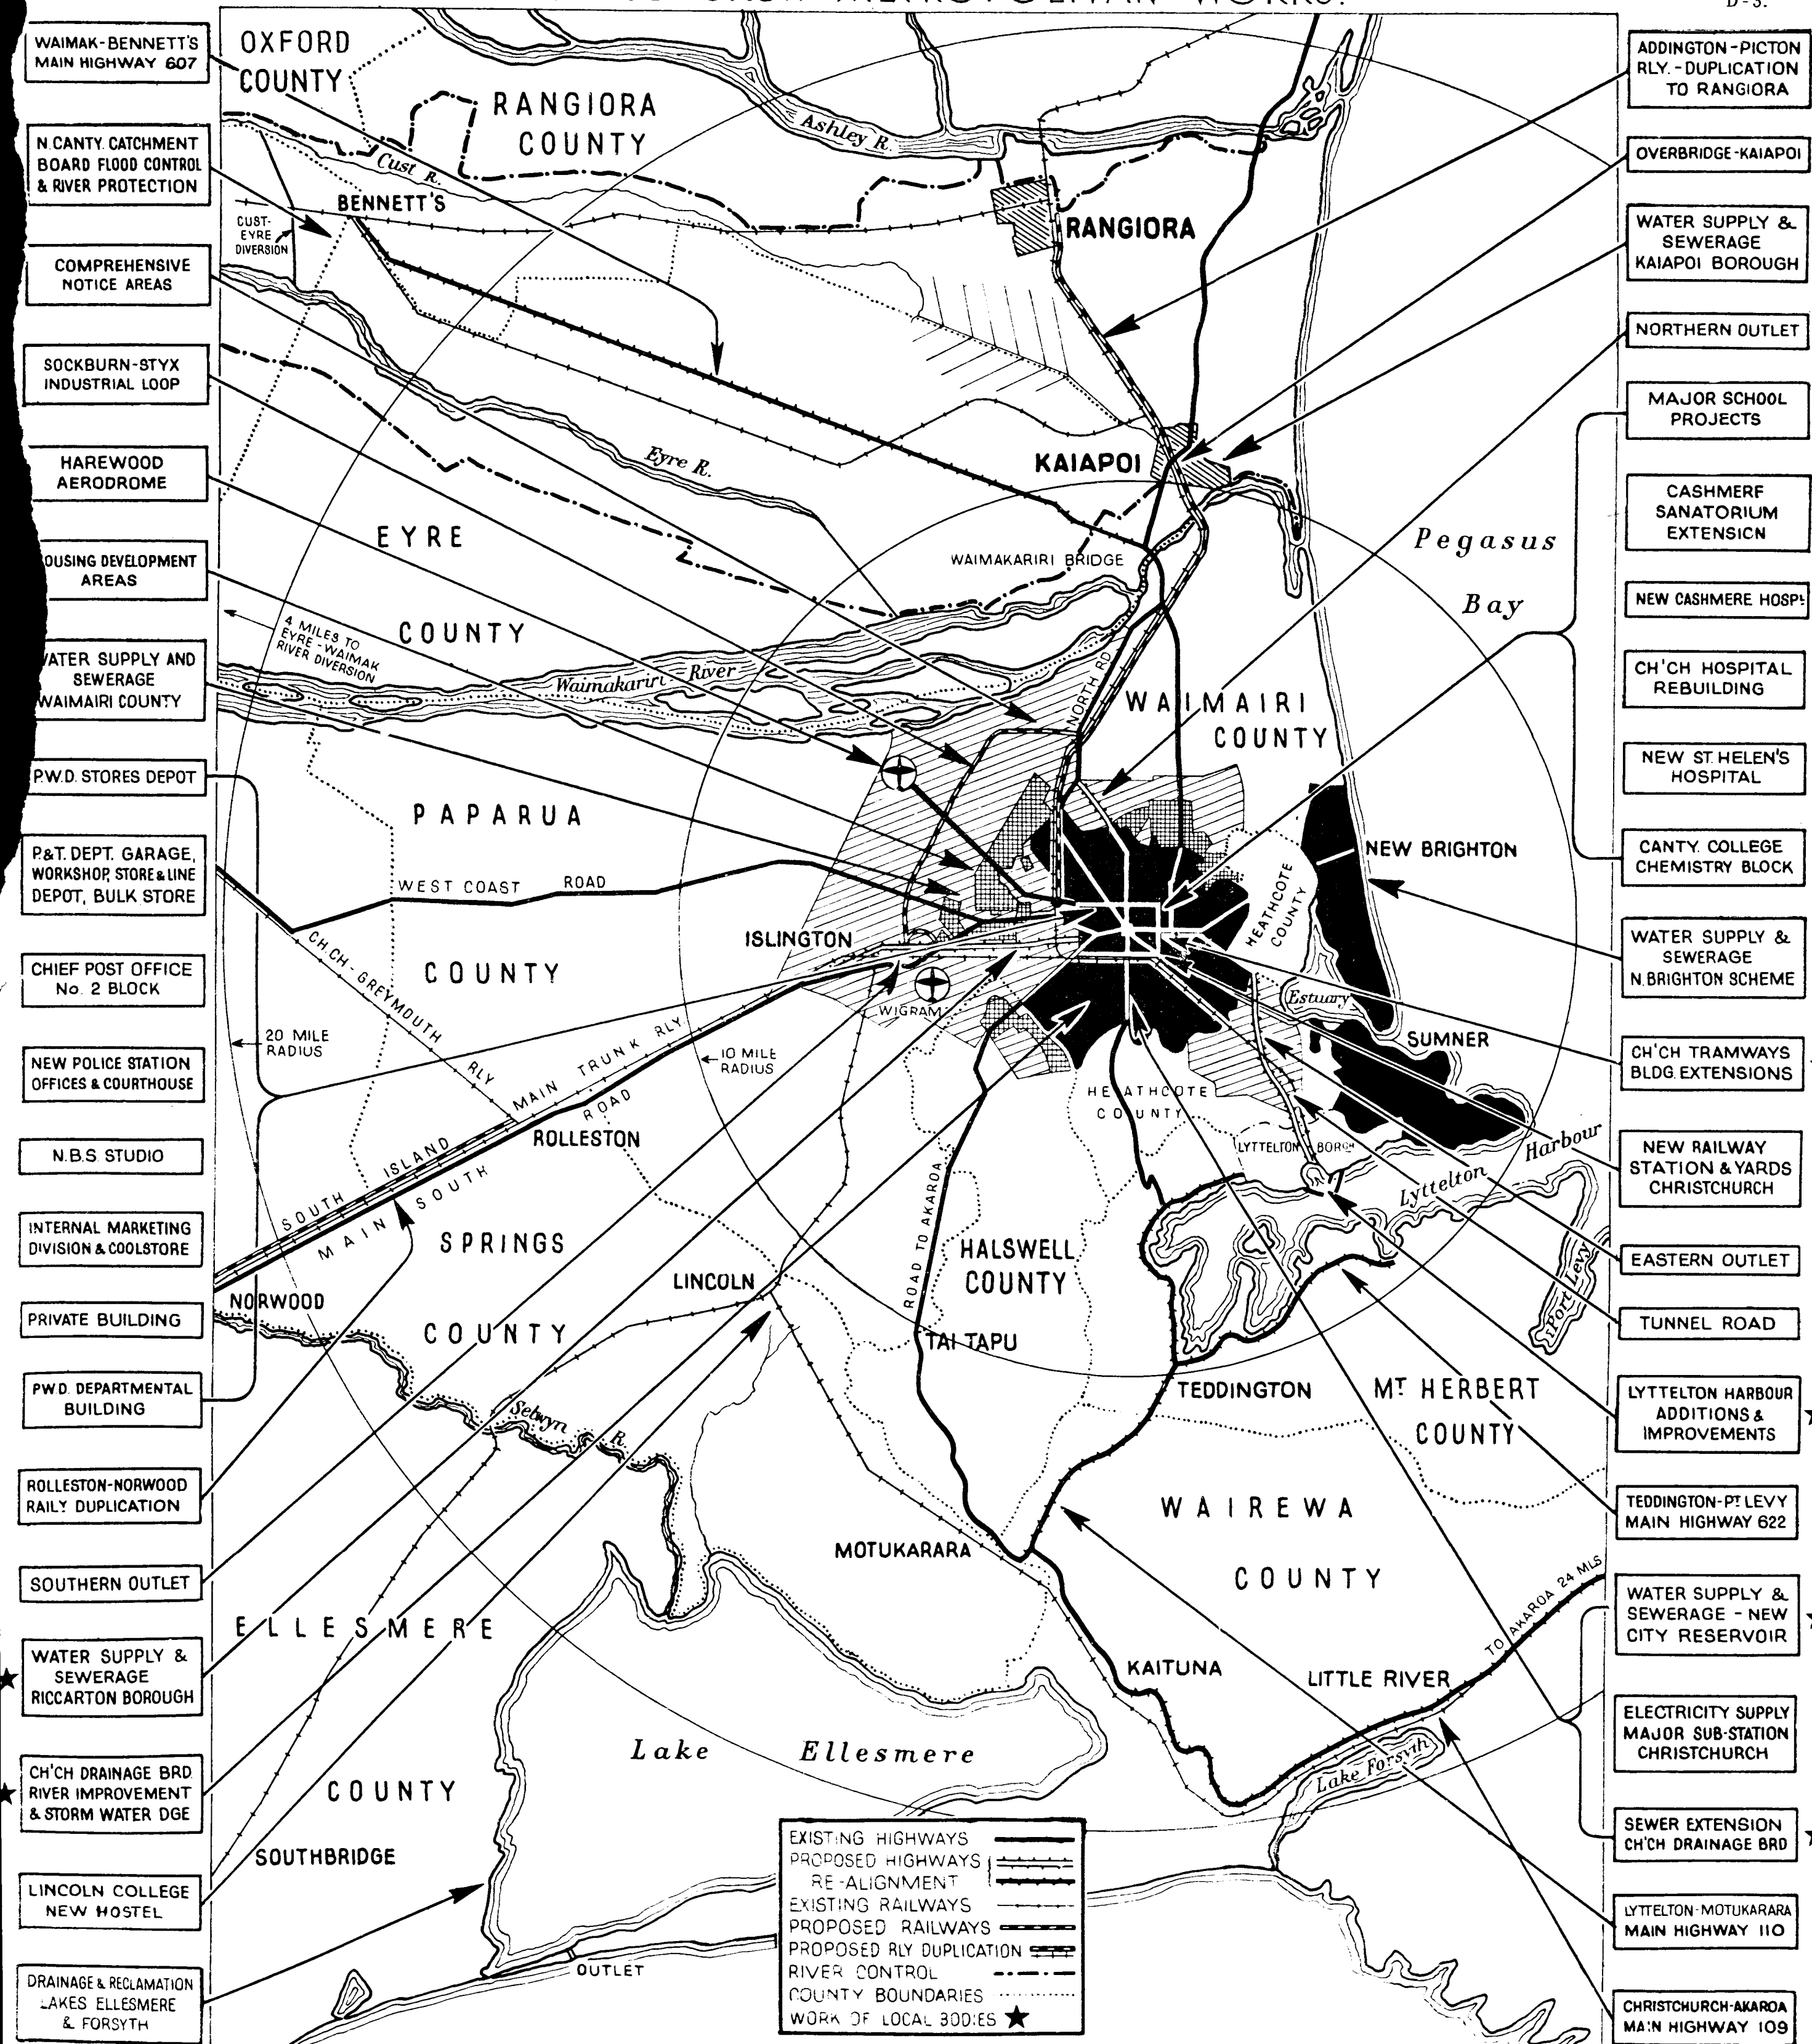 METROPOLITAN WORKS.
D-3.
WAIMAK-BENNETT'S
MAIN HIGHWAY 607
N.CANTY. CATCHMENT
BOARD FLOOD CONTROL
& RIVER PROTECTION
COMPREHENSIVE
NOTICE AREAS
SOCKBURN-STYX
INDUSTRIAL LOOP
HAREWOOD
AERODROME
OUSING DEVELOPMENT
AREAS
WATER SUPPLY AND
SEWERAGE
WAIMAIRI COUNTY
P.W.D. STORES DEPOT
P.&T. DEPT. GARAGE,
WORKSHOP, STORE & LINE
DEPOT, BULK STORE
CHIEF POST OFFICE
No. 2 BLOCK
NEW POLICE STATION
OFFICES & COURTHOUSE
N.B.S STUDIO
INTERNAL MARKETING
DIVISION & COOLSTORE
PRIVATE BUILDING
P.W.D. DEPARTMENTAL
BUILDING
ROLLESTON-NORWOOD
RAILY DUPLICATION
SOUTHERN OUTLET
WATER SUPPLY &
SEWERAGE
RICCARTON BOROUGH
CH'CH DRAINAGE BRD.
RIVER IMPROVEMENT
& STORM WATER DGE
LINCOLN COLLEGE
NEW HOSTEL
DRAINAGE & RECLAMATION
LAKES ELLESMERE
& FORSYTH
OXFORD
COUNTY
RANGIORA
COUNTY
Ashley R.
Cust R.
BENNETT'S
CUST-
EYRE
DIVERSION
RANGIORA
KAIAPOI
Eyre R.
EYRE
COUNTY
WAIMAKARIRI BRIDGE
Pegasus
Bay
4 MILES TO
EYRE-WAIMAK
RIVER DIVERSION
Waimakariri River
NORTH RD
WAIMAIRI
COUNTY
PAPARUA
COUNTY
WEST COAST ROAD
NEW BRIGHTON
HEATHCOTE
COUNTY
ISLINGTON
CH'CH-GREYMOUTH RLY
WIGRAM
Estuary
SUMNER
20 MILE
RADIUS
10 MILE
RADIUS
SOUTH ISLAND MAIN TRUNK RLY
MAIN SOUTH ROAD
ROLLESTON
HEATHCOTE
COUNTY
LYTTELTON BORGH
Lyttelton Harbour
Port Levy
SPRINGS
COUNTY
NORWOOD
LINCOLN
ROAD TO AKAROA
HALSWELL
COUNTY
TAI TAPU
TEDDINGTON
MT HERBERT
COUNTY
Selwyn R.
MOTUKARARA
WAIREWA
COUNTY
ELLESMERE
COUNTY
KAITUNA
LITTLE RIVER
TO AKAROA 24 MLS
Lake Ellesmere
Lake Forsyth
SOUTHBRIDGE
OUTLET
EXISTING HIGHWAYS
PROPOSED HIGHWAYS
RE-ALIGNMENT
EXISTING RAILWAYS
PROPOSED RAILWAYS
PROPOSED RLY DUPLICATION
RIVER CONTROL
COUNTY BOUNDARIES
WORK OF LOCAL BODIES ★
ADDINGTON-PICTON
RLY.-DUPLICATION
TO RANGIORA
OVERBRIDGE-KAIAPOI
WATER SUPPLY &
SEWERAGE
KAIAPOI BOROUGH
NORTHERN OUTLET
MAJOR SCHOOL
PROJECTS
CASHMERE
SANATORIUM
EXTENSION
NEW CASHMERE HOSPL
CH'CH HOSPITAL
REBUILDING
NEW ST. HELEN'S
HOSPITAL
CANTY. COLLEGE
CHEMISTRY BLOCK
WATER SUPPLY &
SEWERAGE
N.BRIGHTON SCHEME
CH'CH TRAMWAYS
BLDG. EXTENSIONS
NEW RAILWAY
STATION & YARDS
CHRISTCHURCH
EASTERN OUTLET
TUNNEL ROAD
LYTTELTON HARBOUR
ADDITIONS &
IMPROVEMENTS
TEDDINGTON-PT LEVY
MAIN HIGHWAY 622
WATER SUPPLY &
SEWERAGE - NEW
CITY RESERVOIR
ELECTRICITY SUPPLY
MAJOR SUB-STATION
CHRISTCHURCH
SEWER EXTENSION
CH'CH DRAINAGE BRD
LYTTELTON-MOTUKARARA
MAIN HIGHWAY 110
CHRISTCHURCH-AKAROA
MAIN HIGHWAY 109